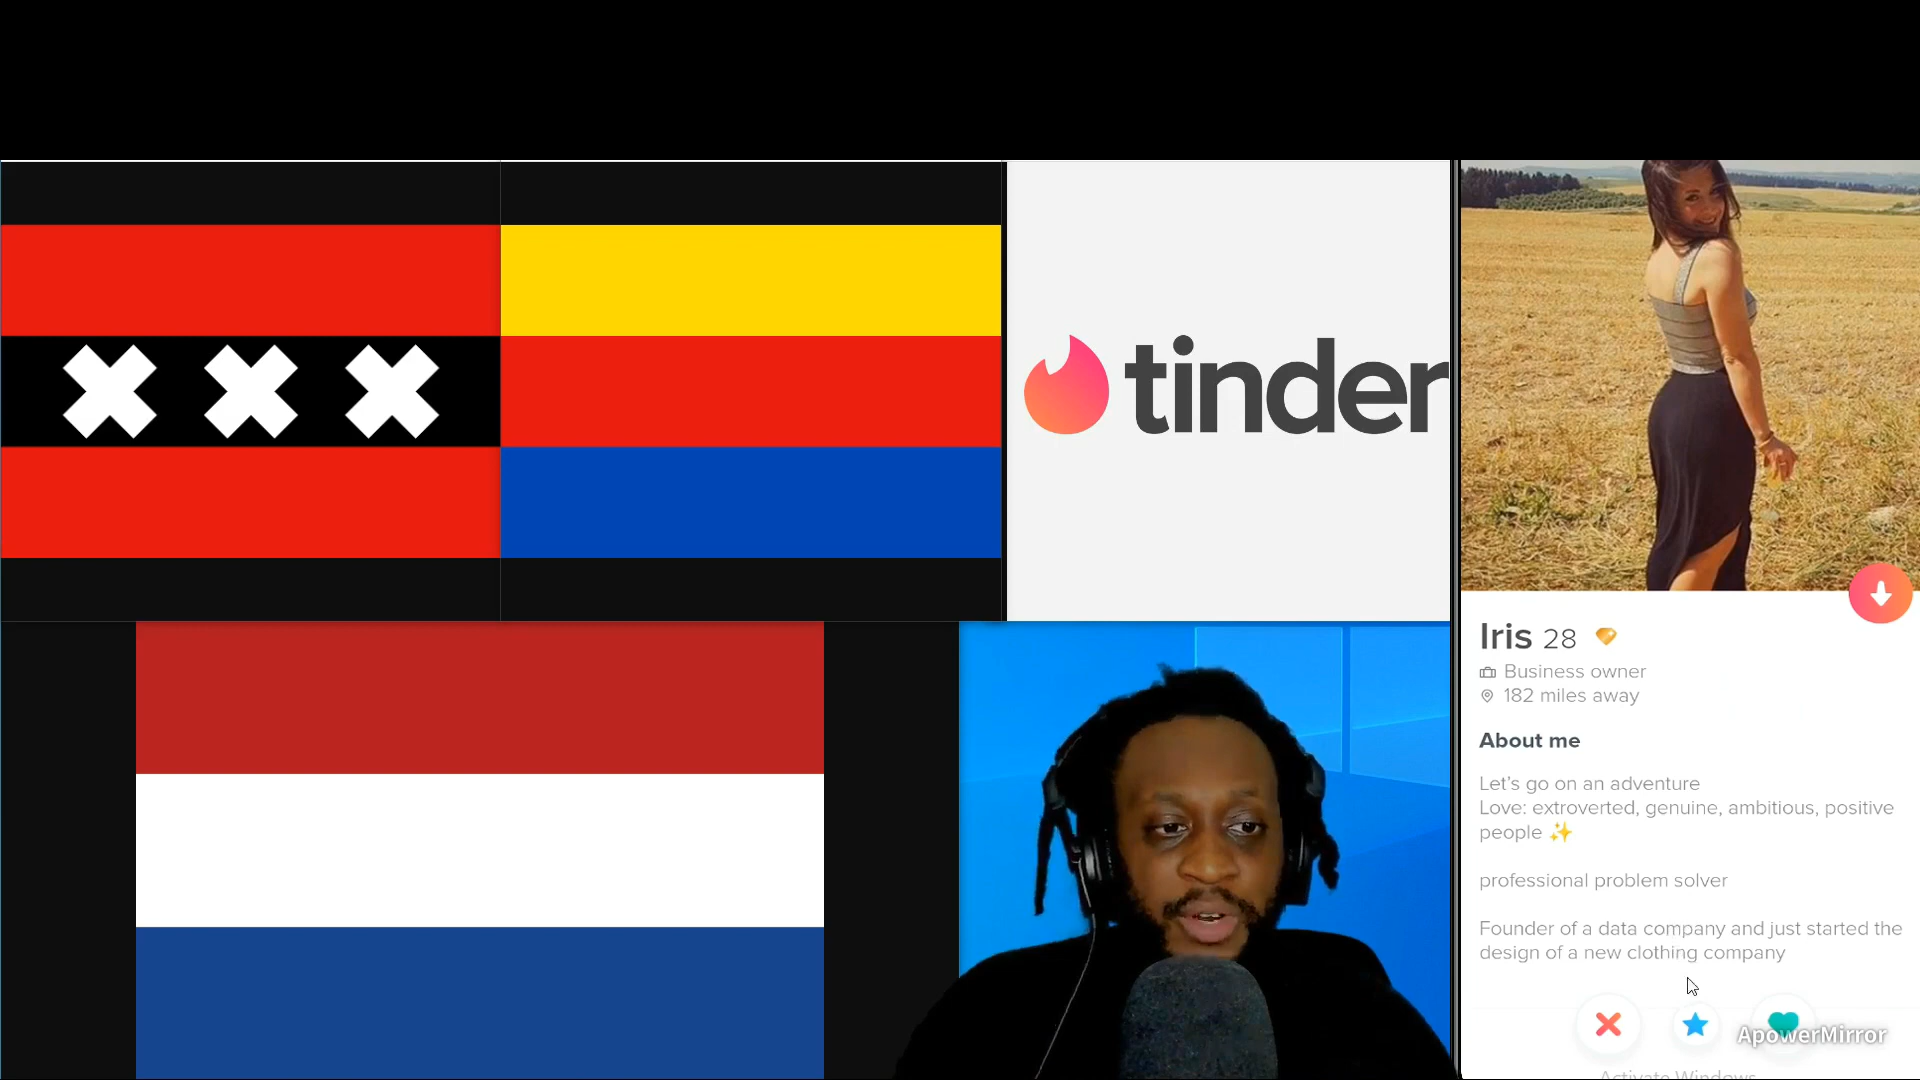 tinder
Iris 28
Business owner
182 miles away
About me
Let's go on an adventure
Love: extroverted, genuine, ambitious, positive
people ✨
professional problem solver
Founder of a data company and just started the
design of a new clothing company
ApowerMirror
Activate Windows